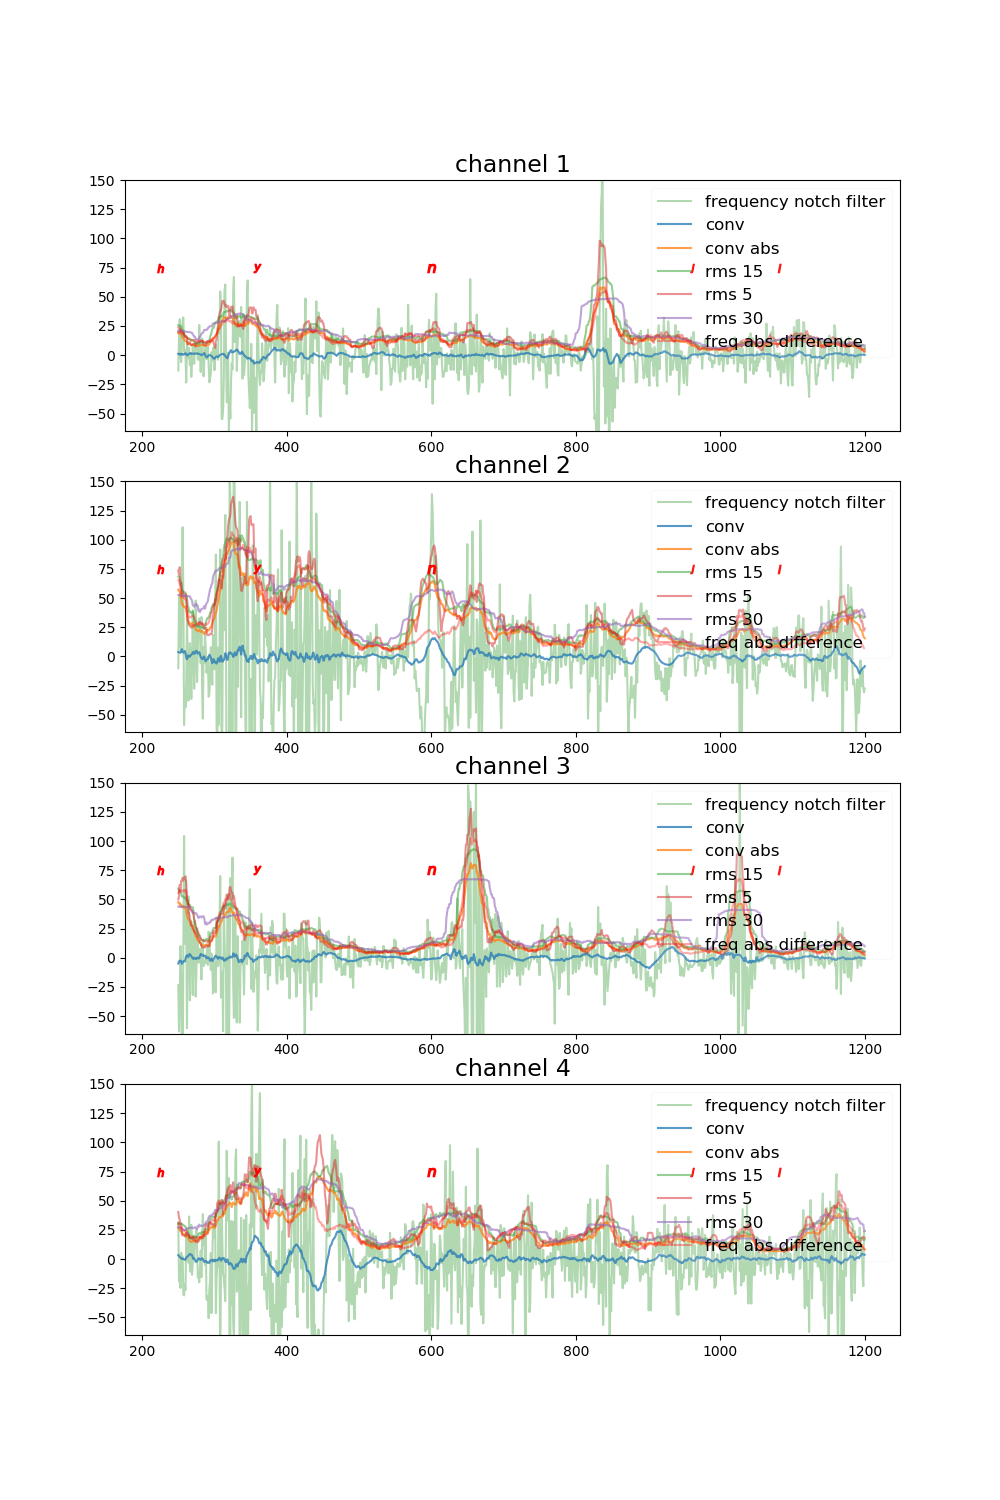 channel 1
150
125
100
75
50
25
0
−25
−50
h y n l l
frequency notch filter
conv
conv abs
rms 15
rms 5
rms 30
freq abs difference
200 400 600 800 1000 1200
channel 2
150
125
100
75
50
25
0
−25
−50
h y n l l
frequency notch filter
conv
conv abs
rms 15
rms 5
rms 30
freq abs difference
200 400 600 800 1000 1200
channel 3
150
125
100
75
50
25
0
−25
−50
h y n l l
frequency notch filter
conv
conv abs
rms 15
rms 5
rms 30
freq abs difference
200 400 600 800 1000 1200
channel 4
150
125
100
75
50
25
0
−25
−50
h y n l l
frequency notch filter
conv
conv abs
rms 15
rms 5
rms 30
freq abs difference
200 400 600 800 1000 1200